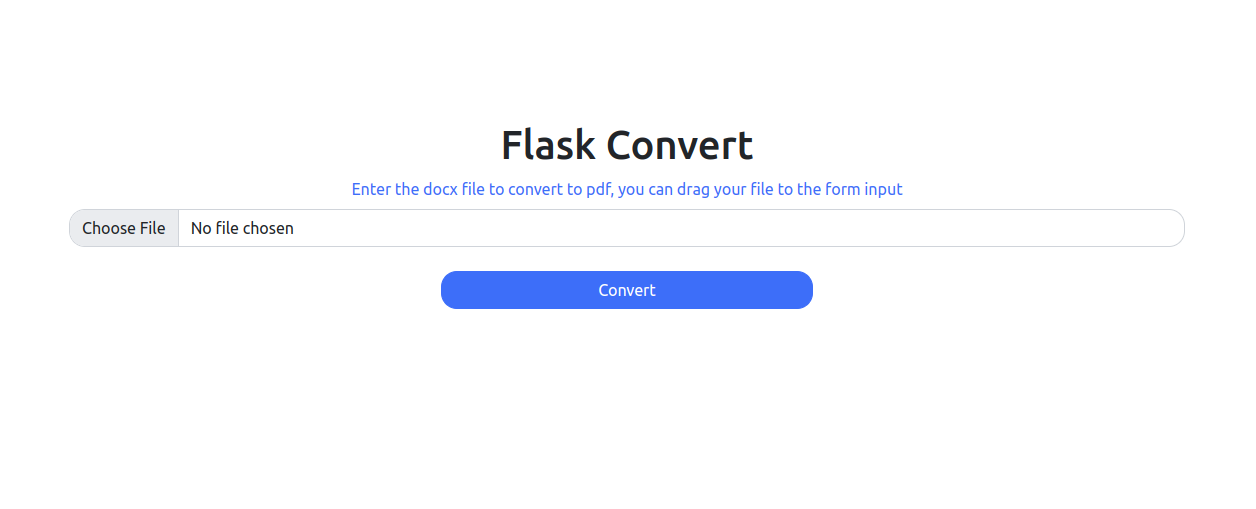 Flask Convert
Enter the docx file to convert to pdf, you can drag your file to the form input
Choose File No file chosen
Convert